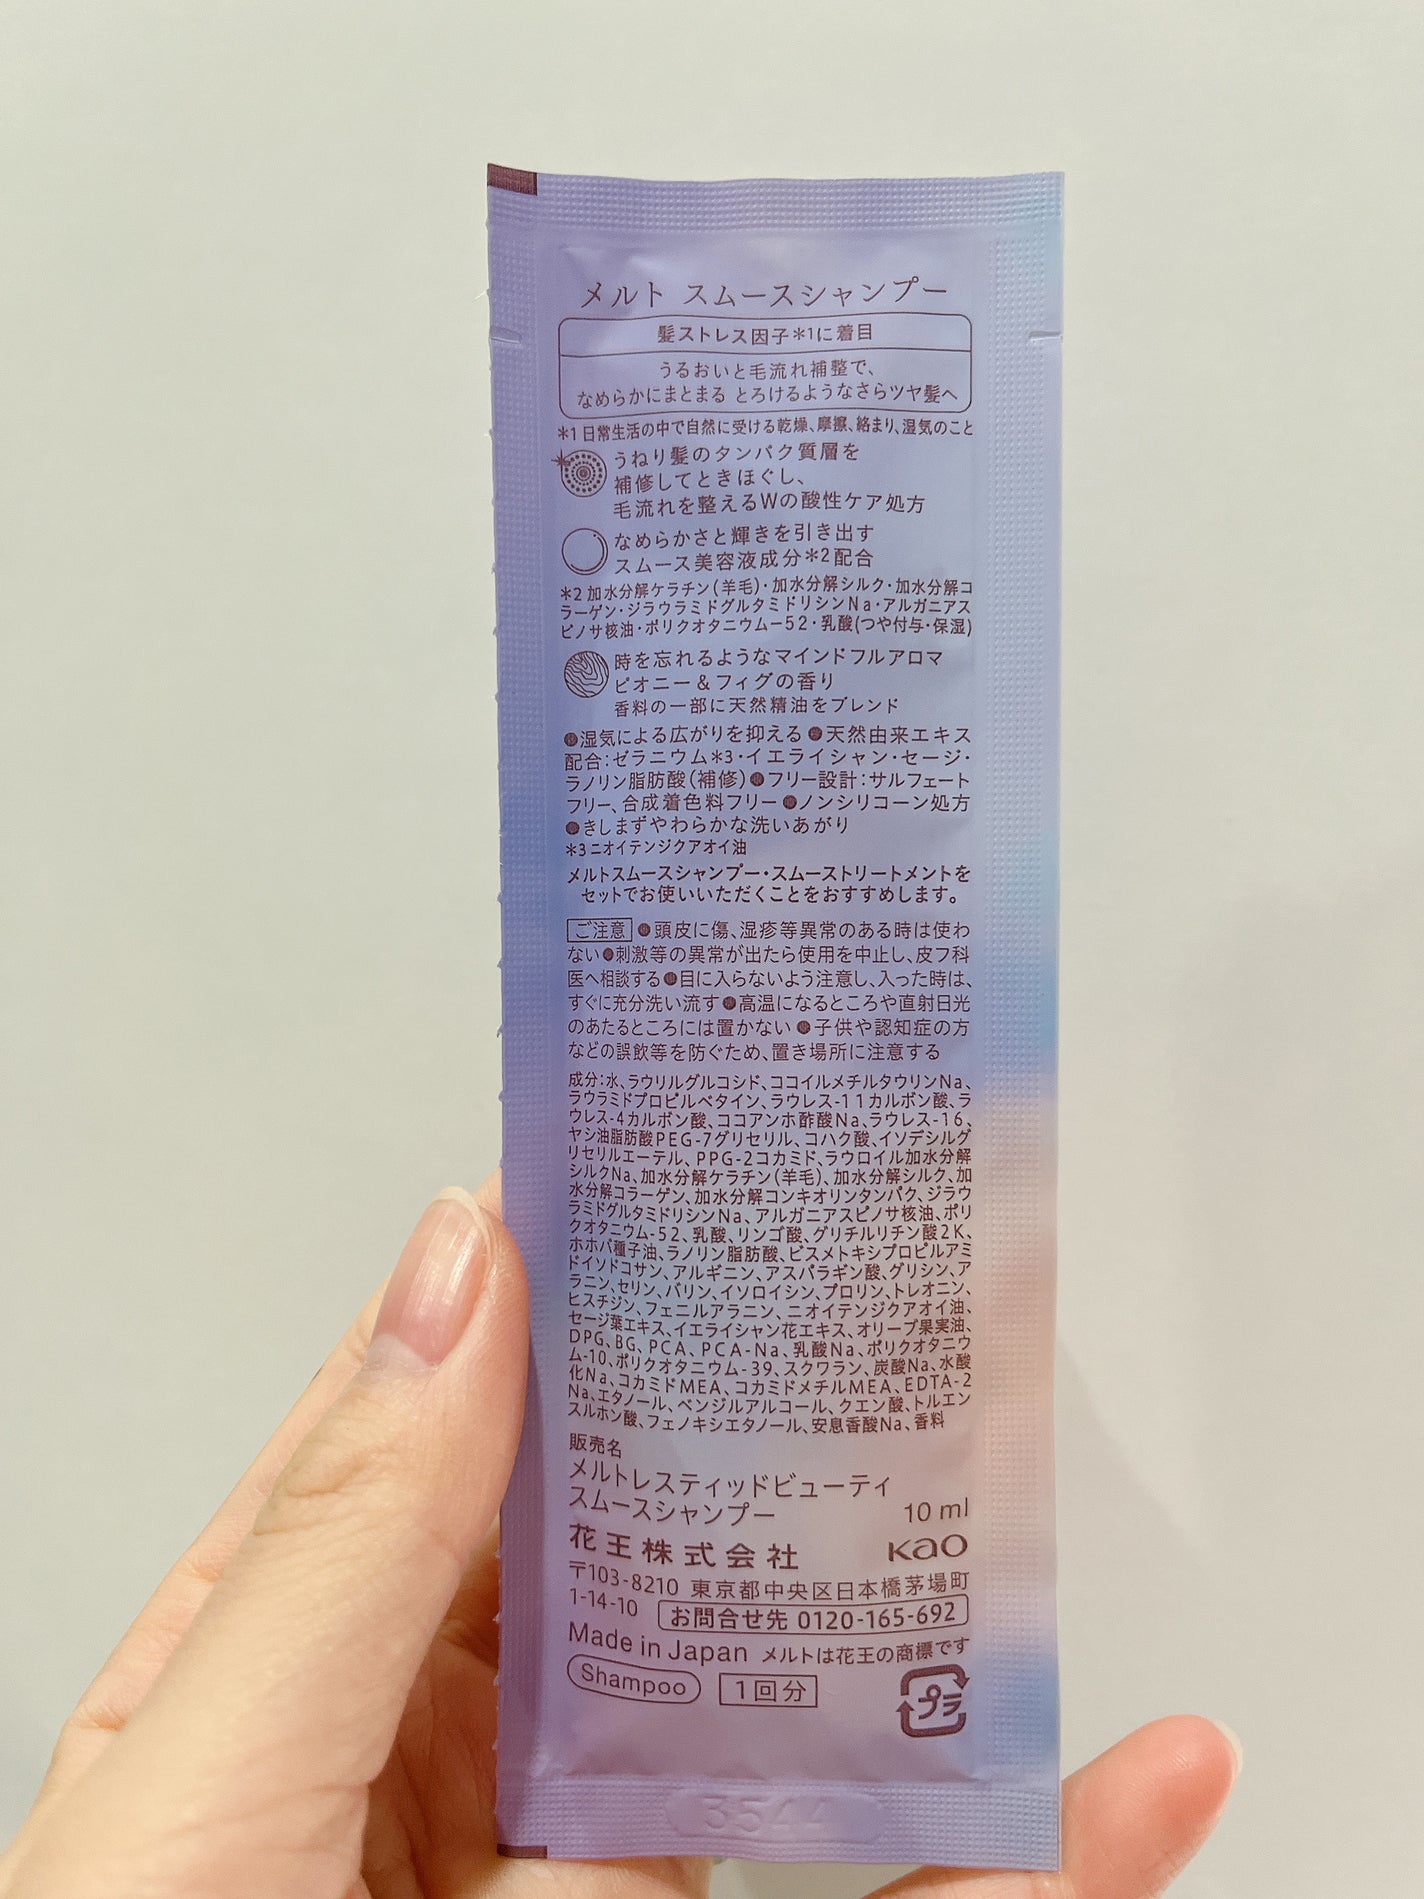 メルト スムースシャンプー
髪ストレス因子*1に着目
うるおいと毛流れ補整で、
なめらかにまとまる とろけるようなさらツヤ髪へ
*1 日常生活の中で自然に受ける乾燥、摩擦、絡まり、湿気のこと
うねり髪のタンパク質層を
補修してときほぐし、
毛流れを整えるWの酸性ケア処方
なめらかさと輝きを引き出す
スムース美容液成分*2配合
*2 加水分解ケラチン(羊毛)・加水分解シルク・加水分解コ
ラーゲン・ジラウラミドグルタミドリシンNa・アルガニアス
ピノサ核油・ポリクオタニウムー52・乳酸(つや付与・保湿)
時を忘れるようなマインドフルアロマ
ピオニー＆フィグの香り
香料の一部に天然精油をブレンド
●湿気による広がりを抑える ●天然由来エキス
配合：ゼラニウム*3・イエライシャン・セージ・
ラノリン脂肪酸(補修) ●フリー設計：サルフェート
フリー、合成着色料フリー ●ノンシリコーン処方
●きしまずやわらかな洗いあがり
*3 ニオイテンジクアオイ油
メルトスムースシャンプー・スムーストリートメントを
セットでお使いいただくことをおすすめします。
ご注意 ●頭皮に傷、湿疹等異常のある時は使わ
ない ●刺激等の異常が出たら使用を中止し、皮フ科
医へ相談する ●目に入らないよう注意し、入った時は、
すぐに充分洗い流す ●高温になるところや直射日光
のあたるところには置かない ●子供や認知症の方
などの誤飲等を防ぐため、置き場所に注意する
成分：水、ラウリルグルコシド、ココイルメチルタウリンNa、
ラウラミドプロピルベタイン、ラウレス-11カルボン酸、ラ
ウレス-4カルボン酸、ココアンホ酢酸Na、ラウレス-16、
ヤシ油脂肪酸PEG-7グリセリル、コハク酸、イソデシルグ
リセリルエーテル、PPG-2コカミド、ラウロイル加水分解
シルクNa、加水分解ケラチン(羊毛)、加水分解シルク、加
水分解コラーゲン、加水分解コンキオリンタンパク、ジラウ
ラミドグルタミドリシンNa、アルガニアスピノサ核油、ポリ
クオタニウム-52、乳酸、リンゴ酸、グリチルリチン酸2K、
ホホバ種子油、ラノリン脂肪酸、ビスメトキシプロピルアミ
ドイソドコサン、アルギニン、アスパラギン酸、グリシン、ア
ラニン、セリン、バリン、イソロイシン、プロリン、トレオニン、
ヒスチジン、フェニルアラニン、ニオイテンジクアオイ油、
セージ葉エキス、イエライシャン花エキス、オリーブ果実油、
DPG、BG、PCA、PCA-Na、乳酸Na、ポリクオタニウ
ム-10、ポリクオタニウム-39、スクワラン、炭酸Na、水酸
化Na、コカミドMEA、コカミドメチルMEA、EDTA-2
Na、エタノール、ベンジルアルコール、クエン酸、トルエン
スルホン酸、フェノキシエタノール、安息香酸Na、香料
販売名
メルトレスティッドビューティ
スムースシャンプー 10 ml
花王株式会社 Kao
〒103-8210 東京都中央区日本橋茅場町
1-14-10 お問合せ先 0120-165-692
Made in Japan メルトは花王の商標です
Shampoo 1回分
プラ
3544